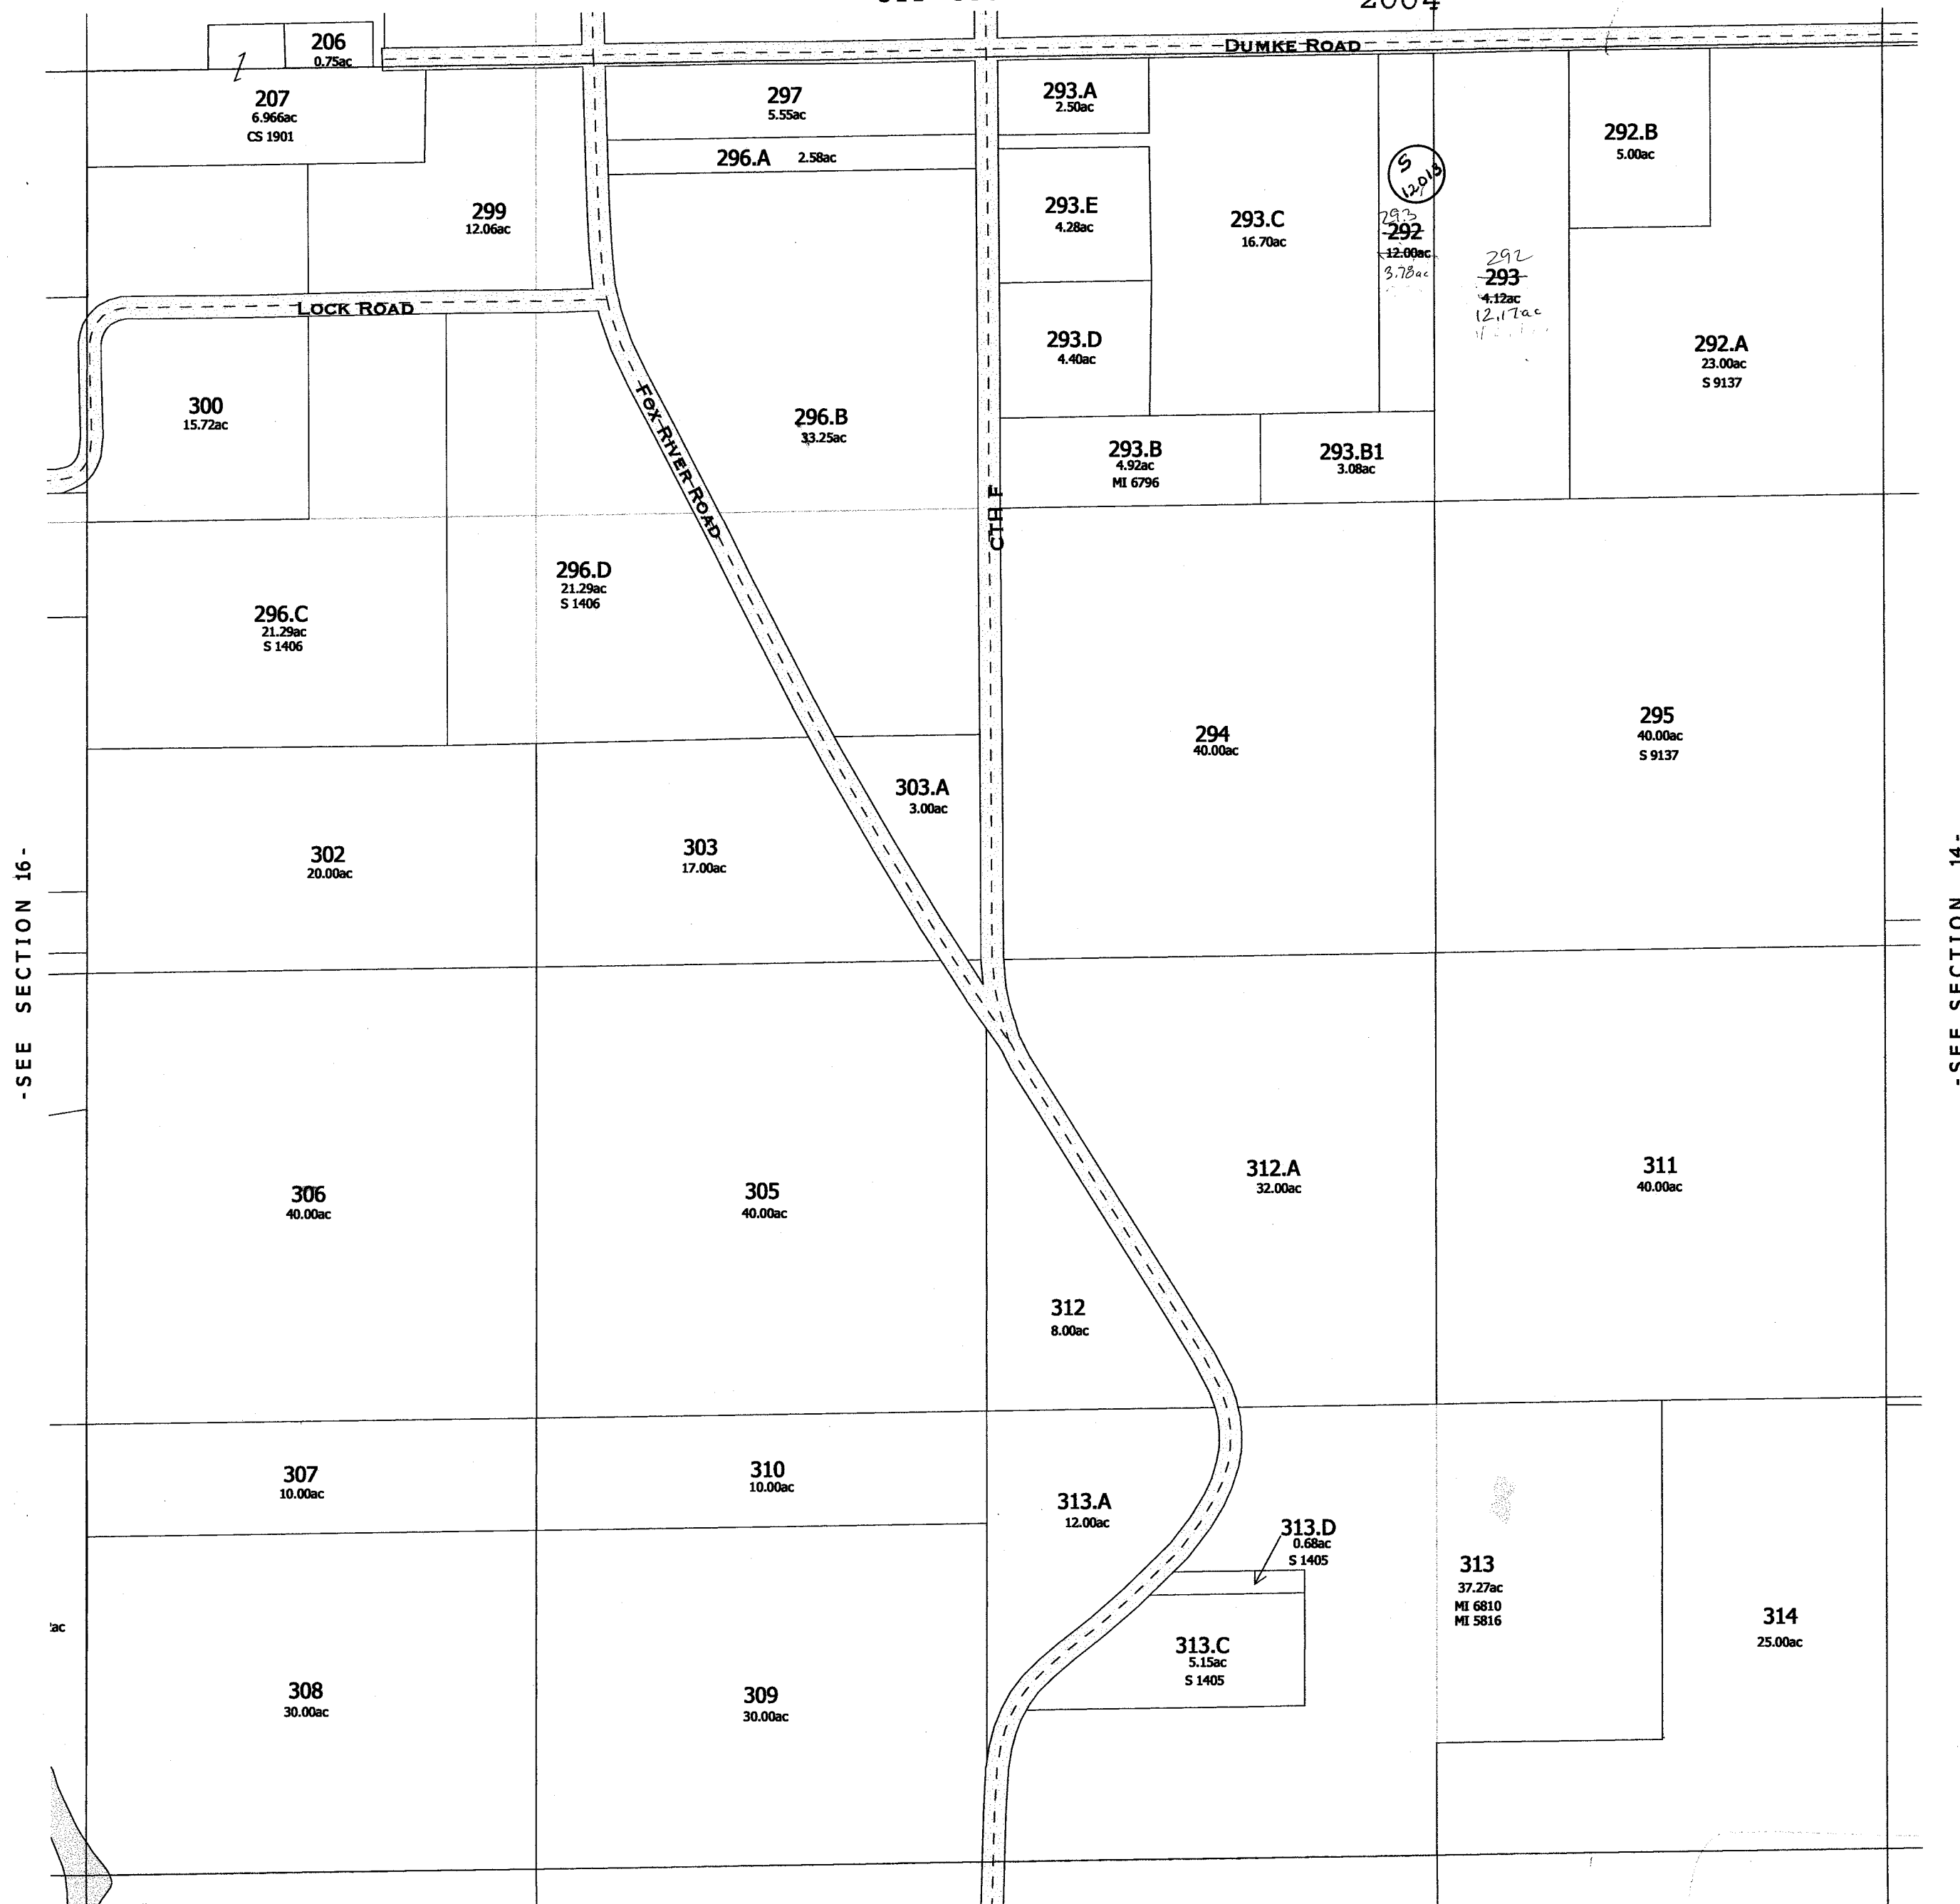 2004
DUMKE ROAD
206
0.75ac
207
6.966ac
CS 1901
297
5.55ac
296.A 2.58ac
293.A
2.50ac
292.B
5.00ac
S
12013
299
12.06ac
293.E
4.28ac
293.C
16.70ac
293
292
12.00ac
3.78ac
292
293
4.12ac
12.17ac
LOCK ROAD
293.D
4.40ac
292.A
23.00ac
S 9137
300
15.72ac
FOX RIVER ROAD
296.B
33.25ac
293.B
4.92ac
MI 6796
293.B1
3.08ac
CTH F
296.D
21.29ac
S 1406
296.C
21.29ac
S 1406
294
40.00ac
295
40.00ac
S 9137
303.A
3.00ac
302
20.00ac
303
17.00ac
-SEE SECTION 16-
-SEE SECTION 14-
306
40.00ac
305
40.00ac
312.A
32.00ac
311
40.00ac
312
8.00ac
307
10.00ac
310
10.00ac
313.A
12.00ac
313.D
0.68ac
S 1405
313
37.27ac
MI 6810
MI 5816
314
25.00ac
ac
313.C
5.15ac
S 1405
308
30.00ac
309
30.00ac